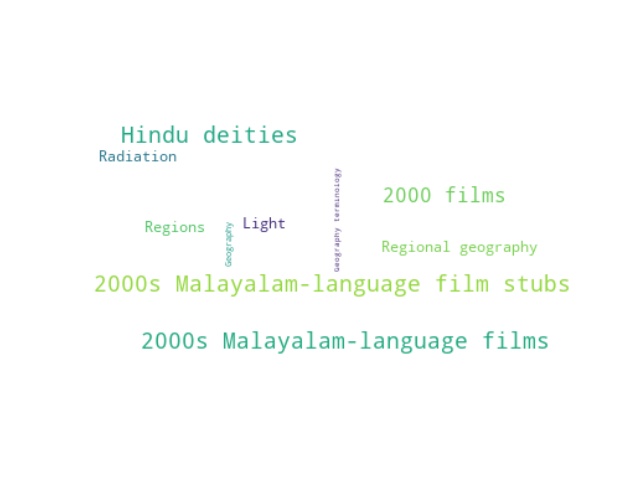 Hindu deities
Radiation
2000 films
Regions
Light
Geography
Geography terminology
Regional geography
2000s Malayalam-language film stubs
2000s Malayalam-language films